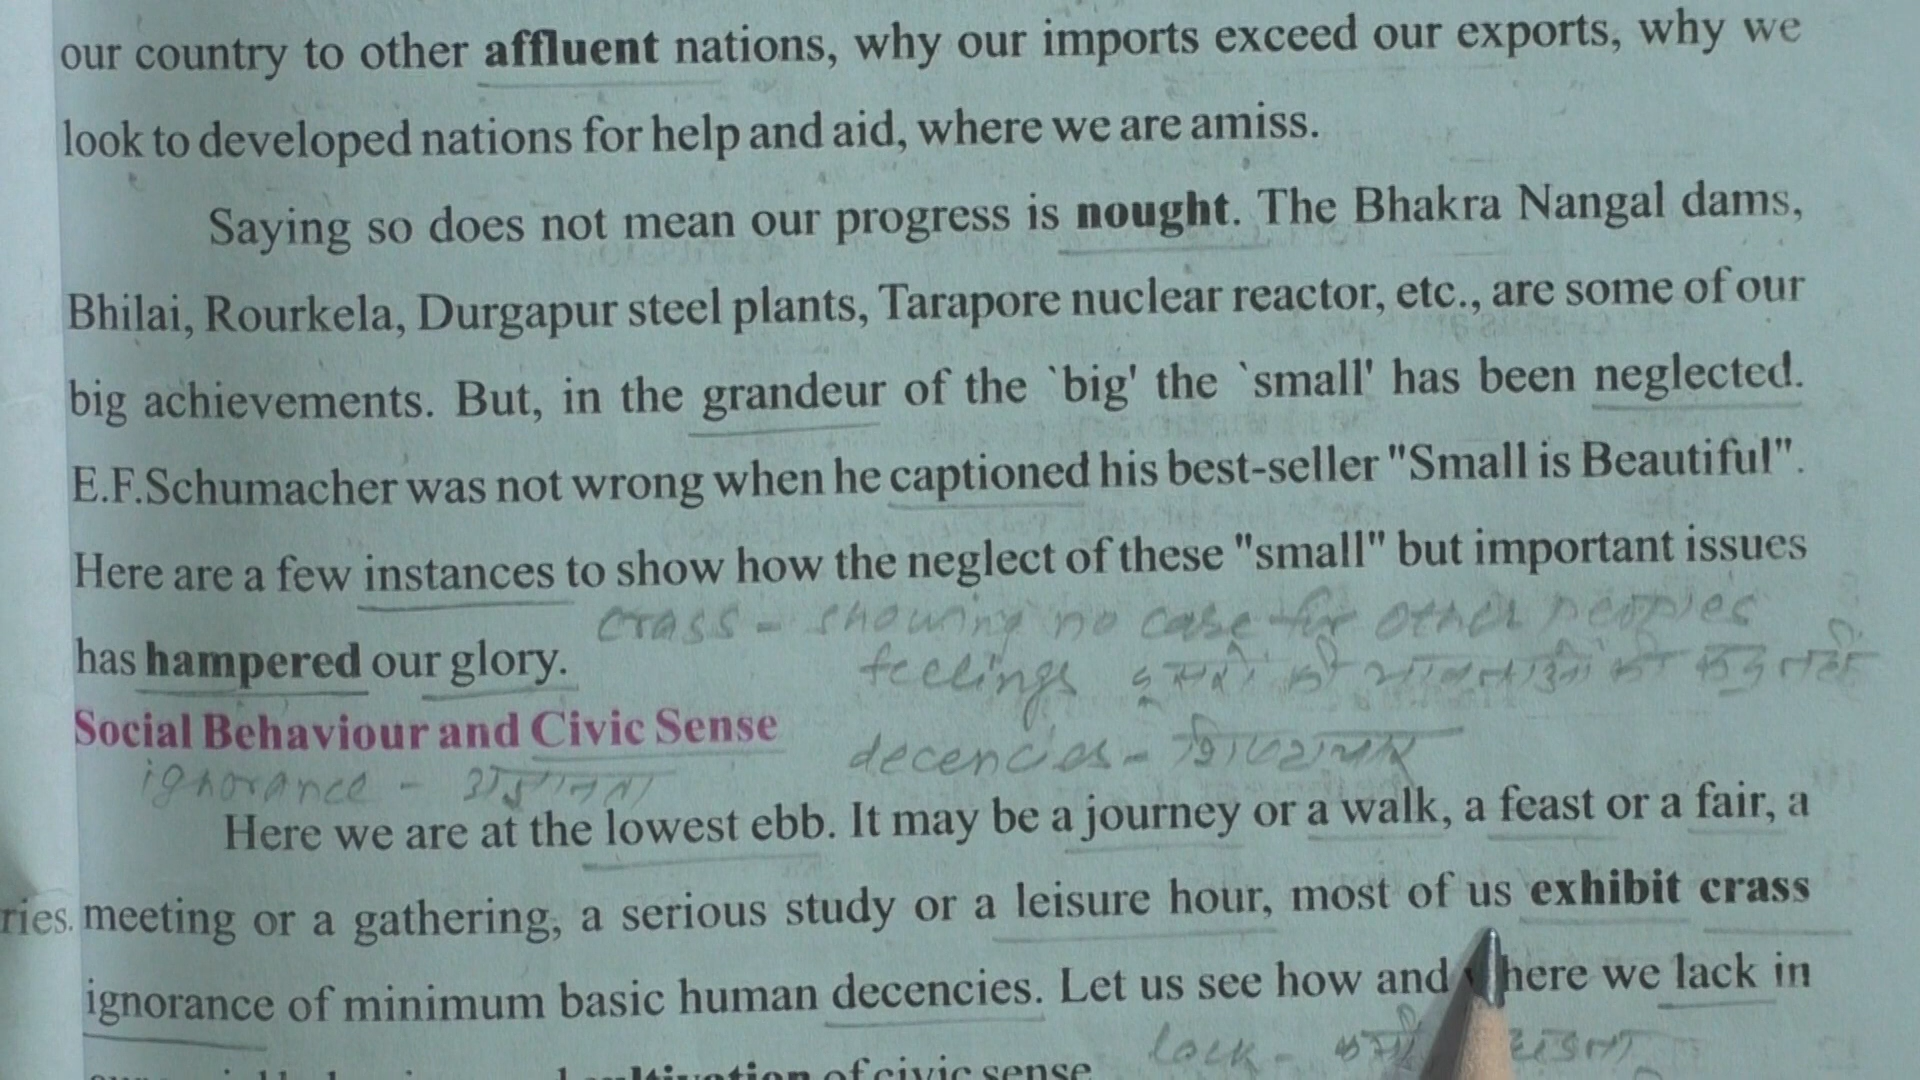 our country to other affluent nations, why our imports exceed our exports, why we
look to developed nations for help and aid, where we are amiss.
Saying so does not mean our progress is nought. The Bhakra Nangal dams,
Bhilai, Rourkela, Durgapur steel plants, Tarapore nuclear reactor, etc., are some of our
big achievements. But, in the grandeur of the `big' the `small' has been neglected.
E.F.Schumacher was not wrong when he captioned his best-seller "Small is Beautiful".
Here are a few instances to show how the neglect of these "small" but important issues
crass - showing no care for other peoples
has hampered our glory.
feelings
Social Behaviour and Civic Sense
decencies -
ignorance -
Here we are at the lowest ebb. It may be a journey or a walk, a feast or a fair, a
ries. meeting or a gathering, a serious study or a leisure hour, most of us exhibit crass
ignorance of minimum basic human decencies. Let us see how and where we lack in
lack -
of civic sense